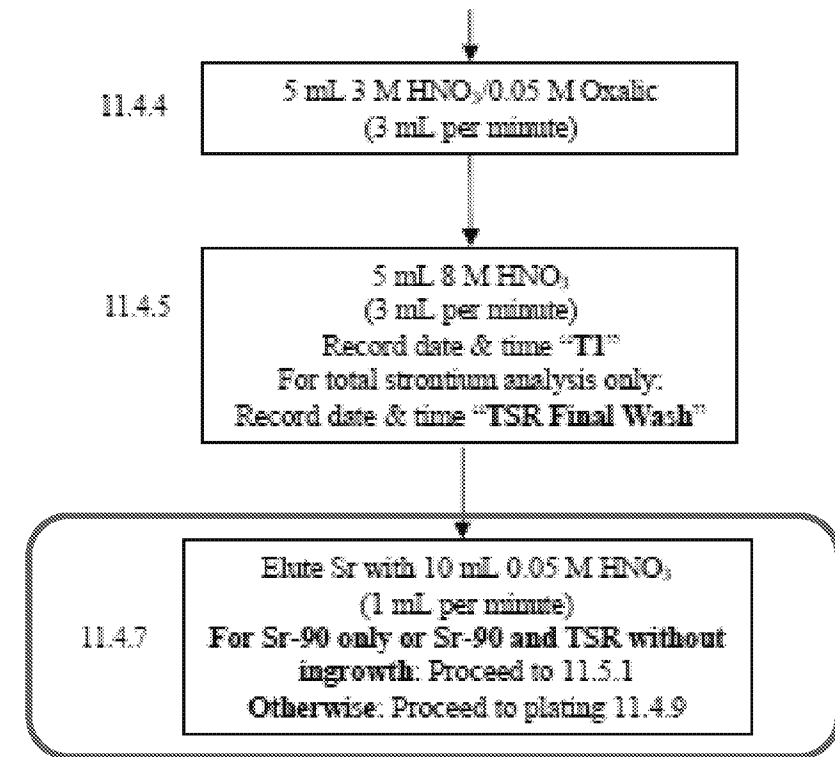 11.4.4
5 mL 3 M HNO₃/0.05 M Oxalic
(3 mL per minute)
11.4.5
5 mL 8 M HNO₃
(3 mL per minute)
Record date & time “T1”
For total strontium analysis only:
Record date & time “TSR Final Wash”
11.4.7
Elute Sr with 10 mL 0.05 M HNO₃
(1 mL per minute)
For Sr-90 only or Sr-90 and TSR without
ingrowth: Proceed to 11.5.1
Otherwise: Proceed to plating 11.4.9